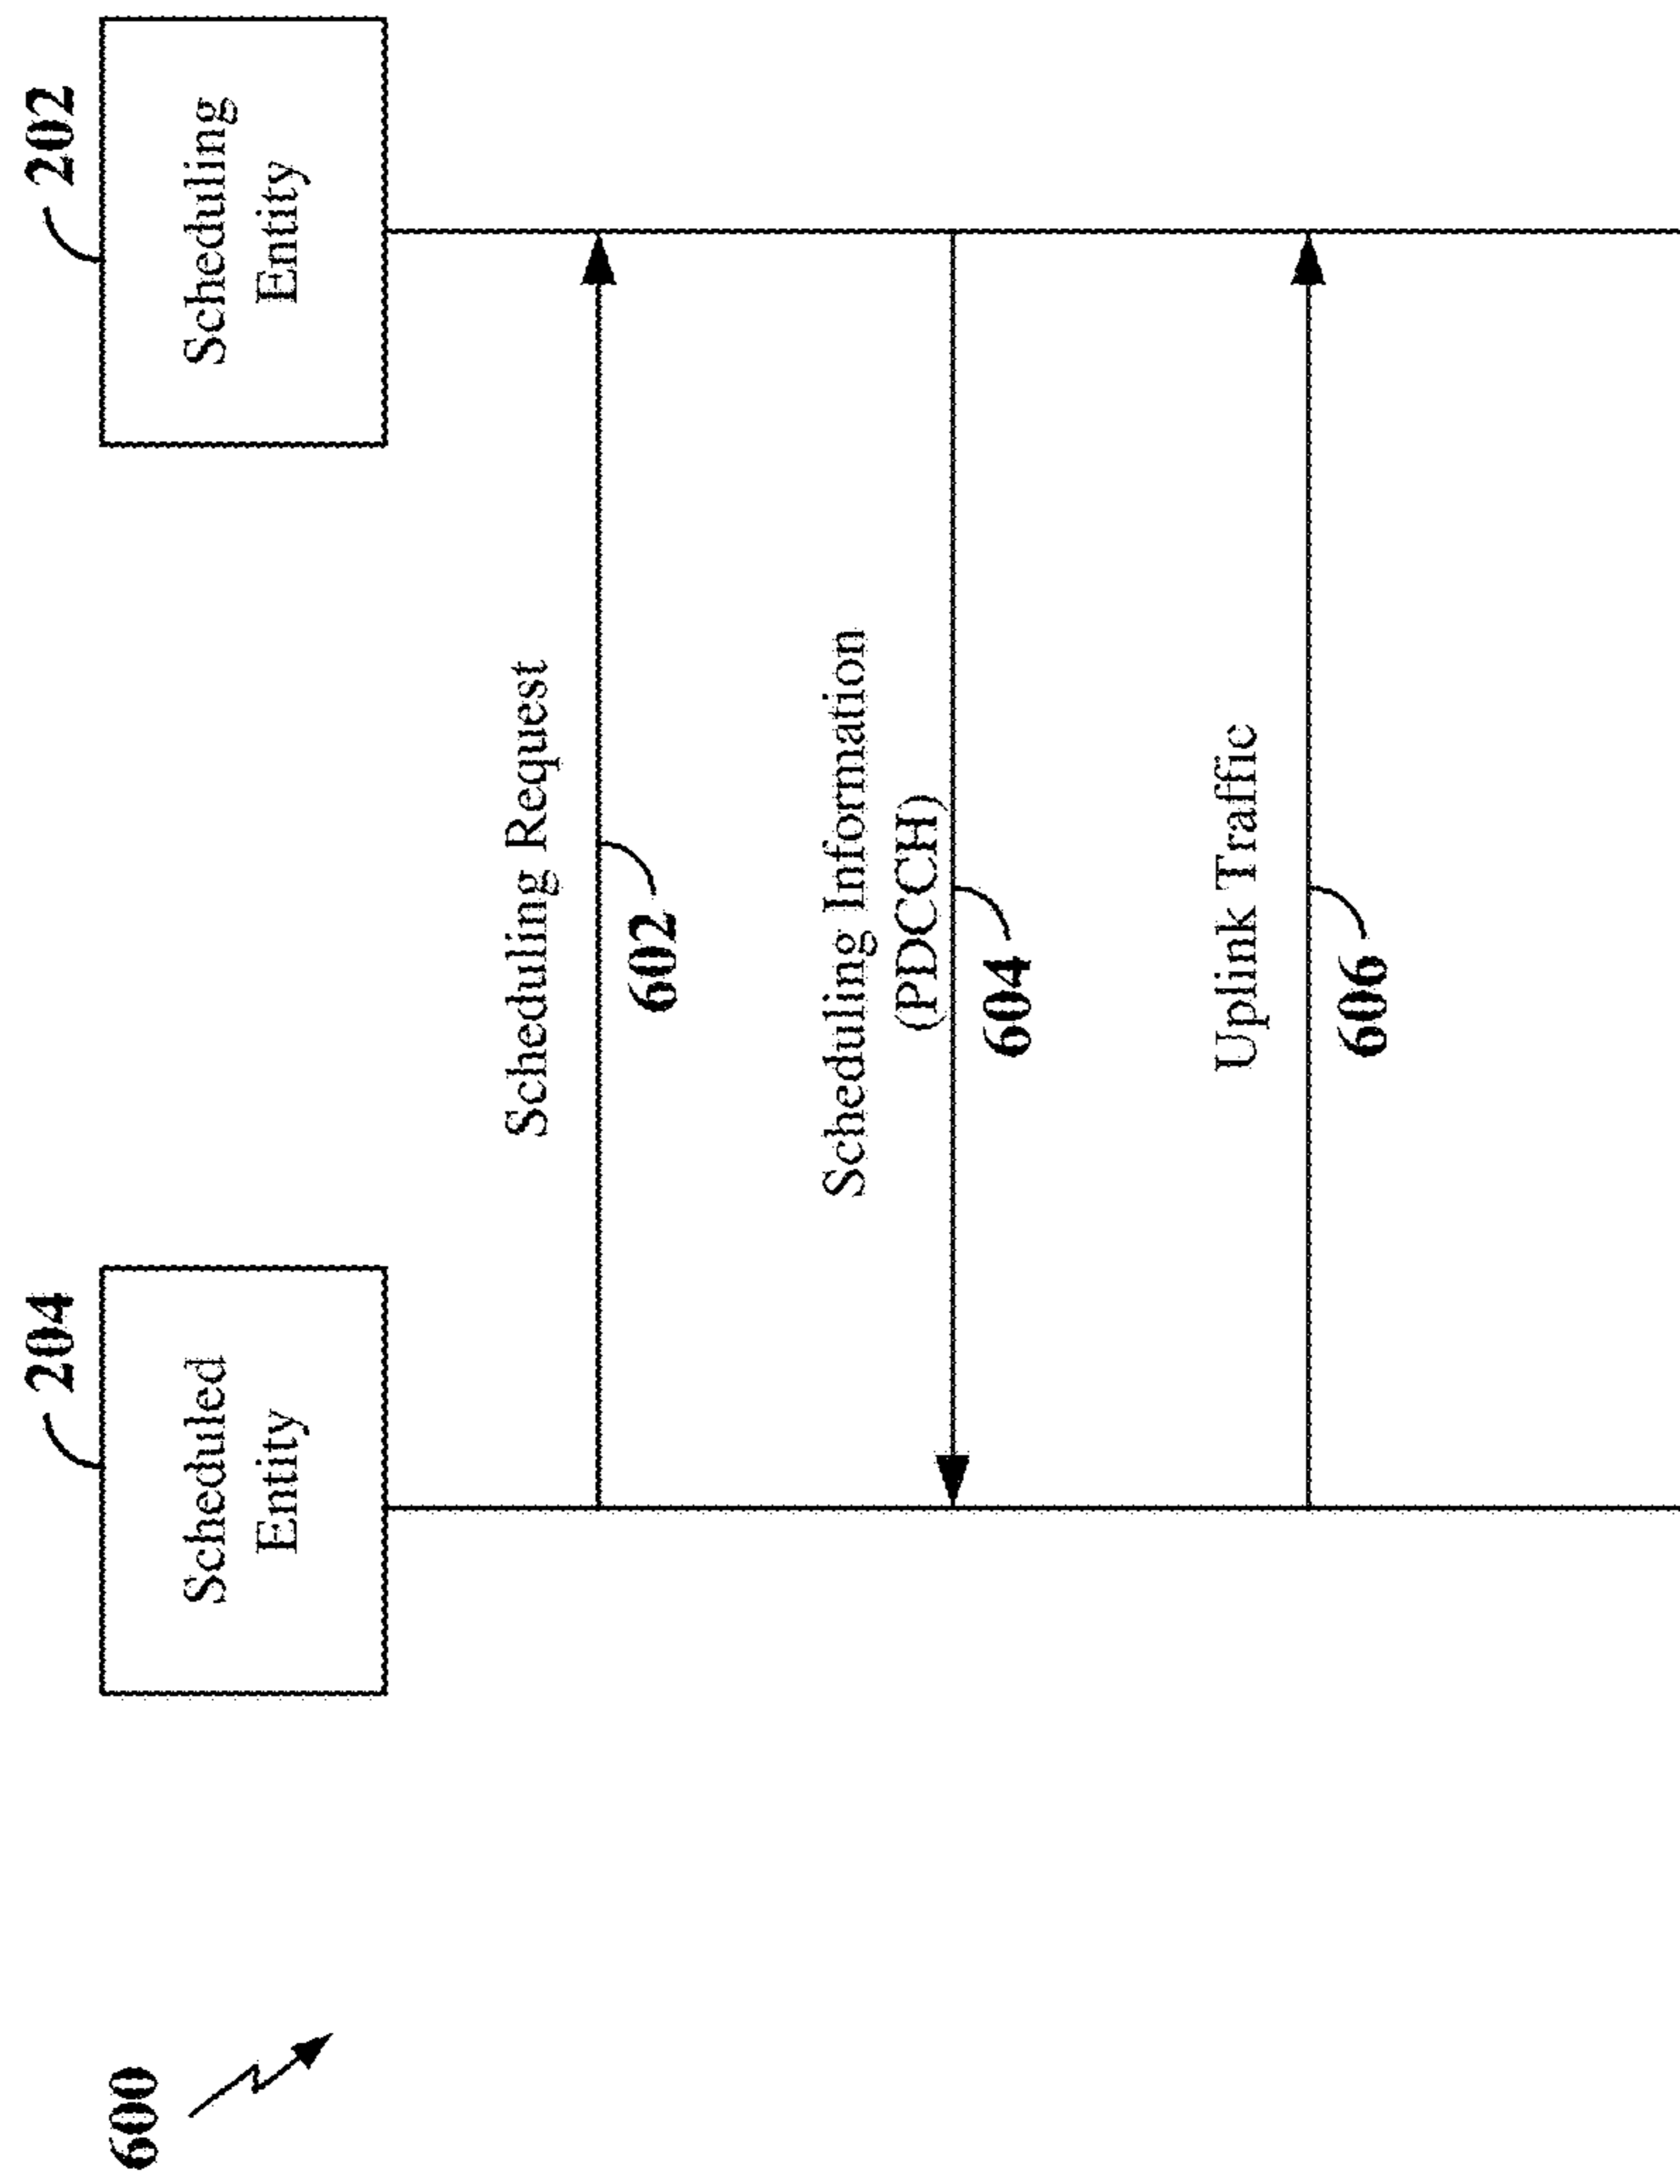 600
204
Scheduled
Entity
202
Scheduling
Entity
Scheduling Request
602
Scheduling Information
(PDCCH)
604
Uplink Traffic
606